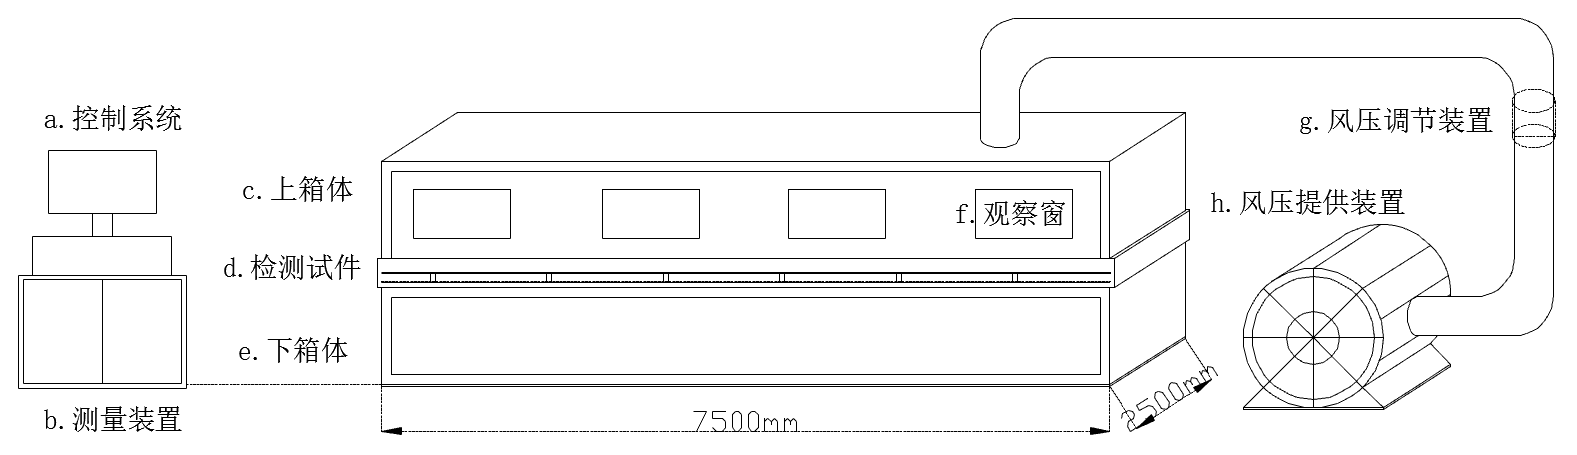 a.控制系统
b.测量装置
c.上箱体
d.检测试件
e.下箱体
f.观察窗
g.风压调节装置
h.风压提供装置
7500mm
2500mm